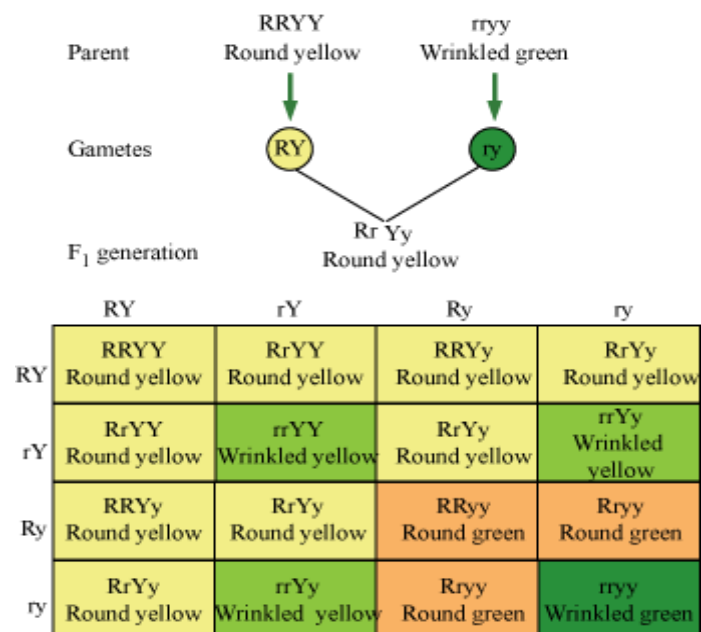 RRYY rryy
Parent Round yellow Wrinkled green
Gametes RY ry
Rr Yy
F₁ generation Round yellow
RY rY Ry ry
RRYY RrYY RRYy RrYy
RY Round yellow Round yellow Round yellow Round yellow
RrYY rrYY RrYy rrYy
rY Round yellow Wrinkled yellow Round yellow Wrinkled
yellow
RRYy RrYy RRyy Rryy
Ry Round yellow Round yellow Round green Round green
RrYy rrYy Rryy rryy
ry Round yellow Wrinkled yellow Round green Wrinkled green